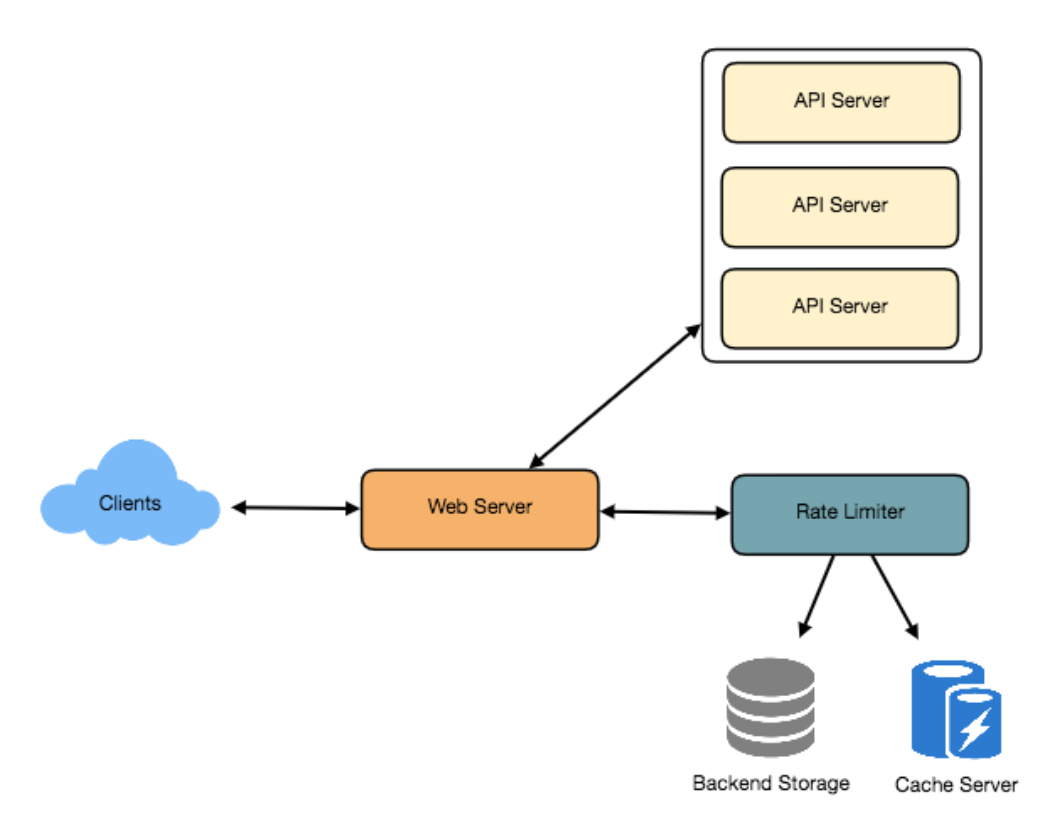 API Server
API Server
API Server
Clients
Web Server
Rate Limiter
Backend Storage
Cache Server